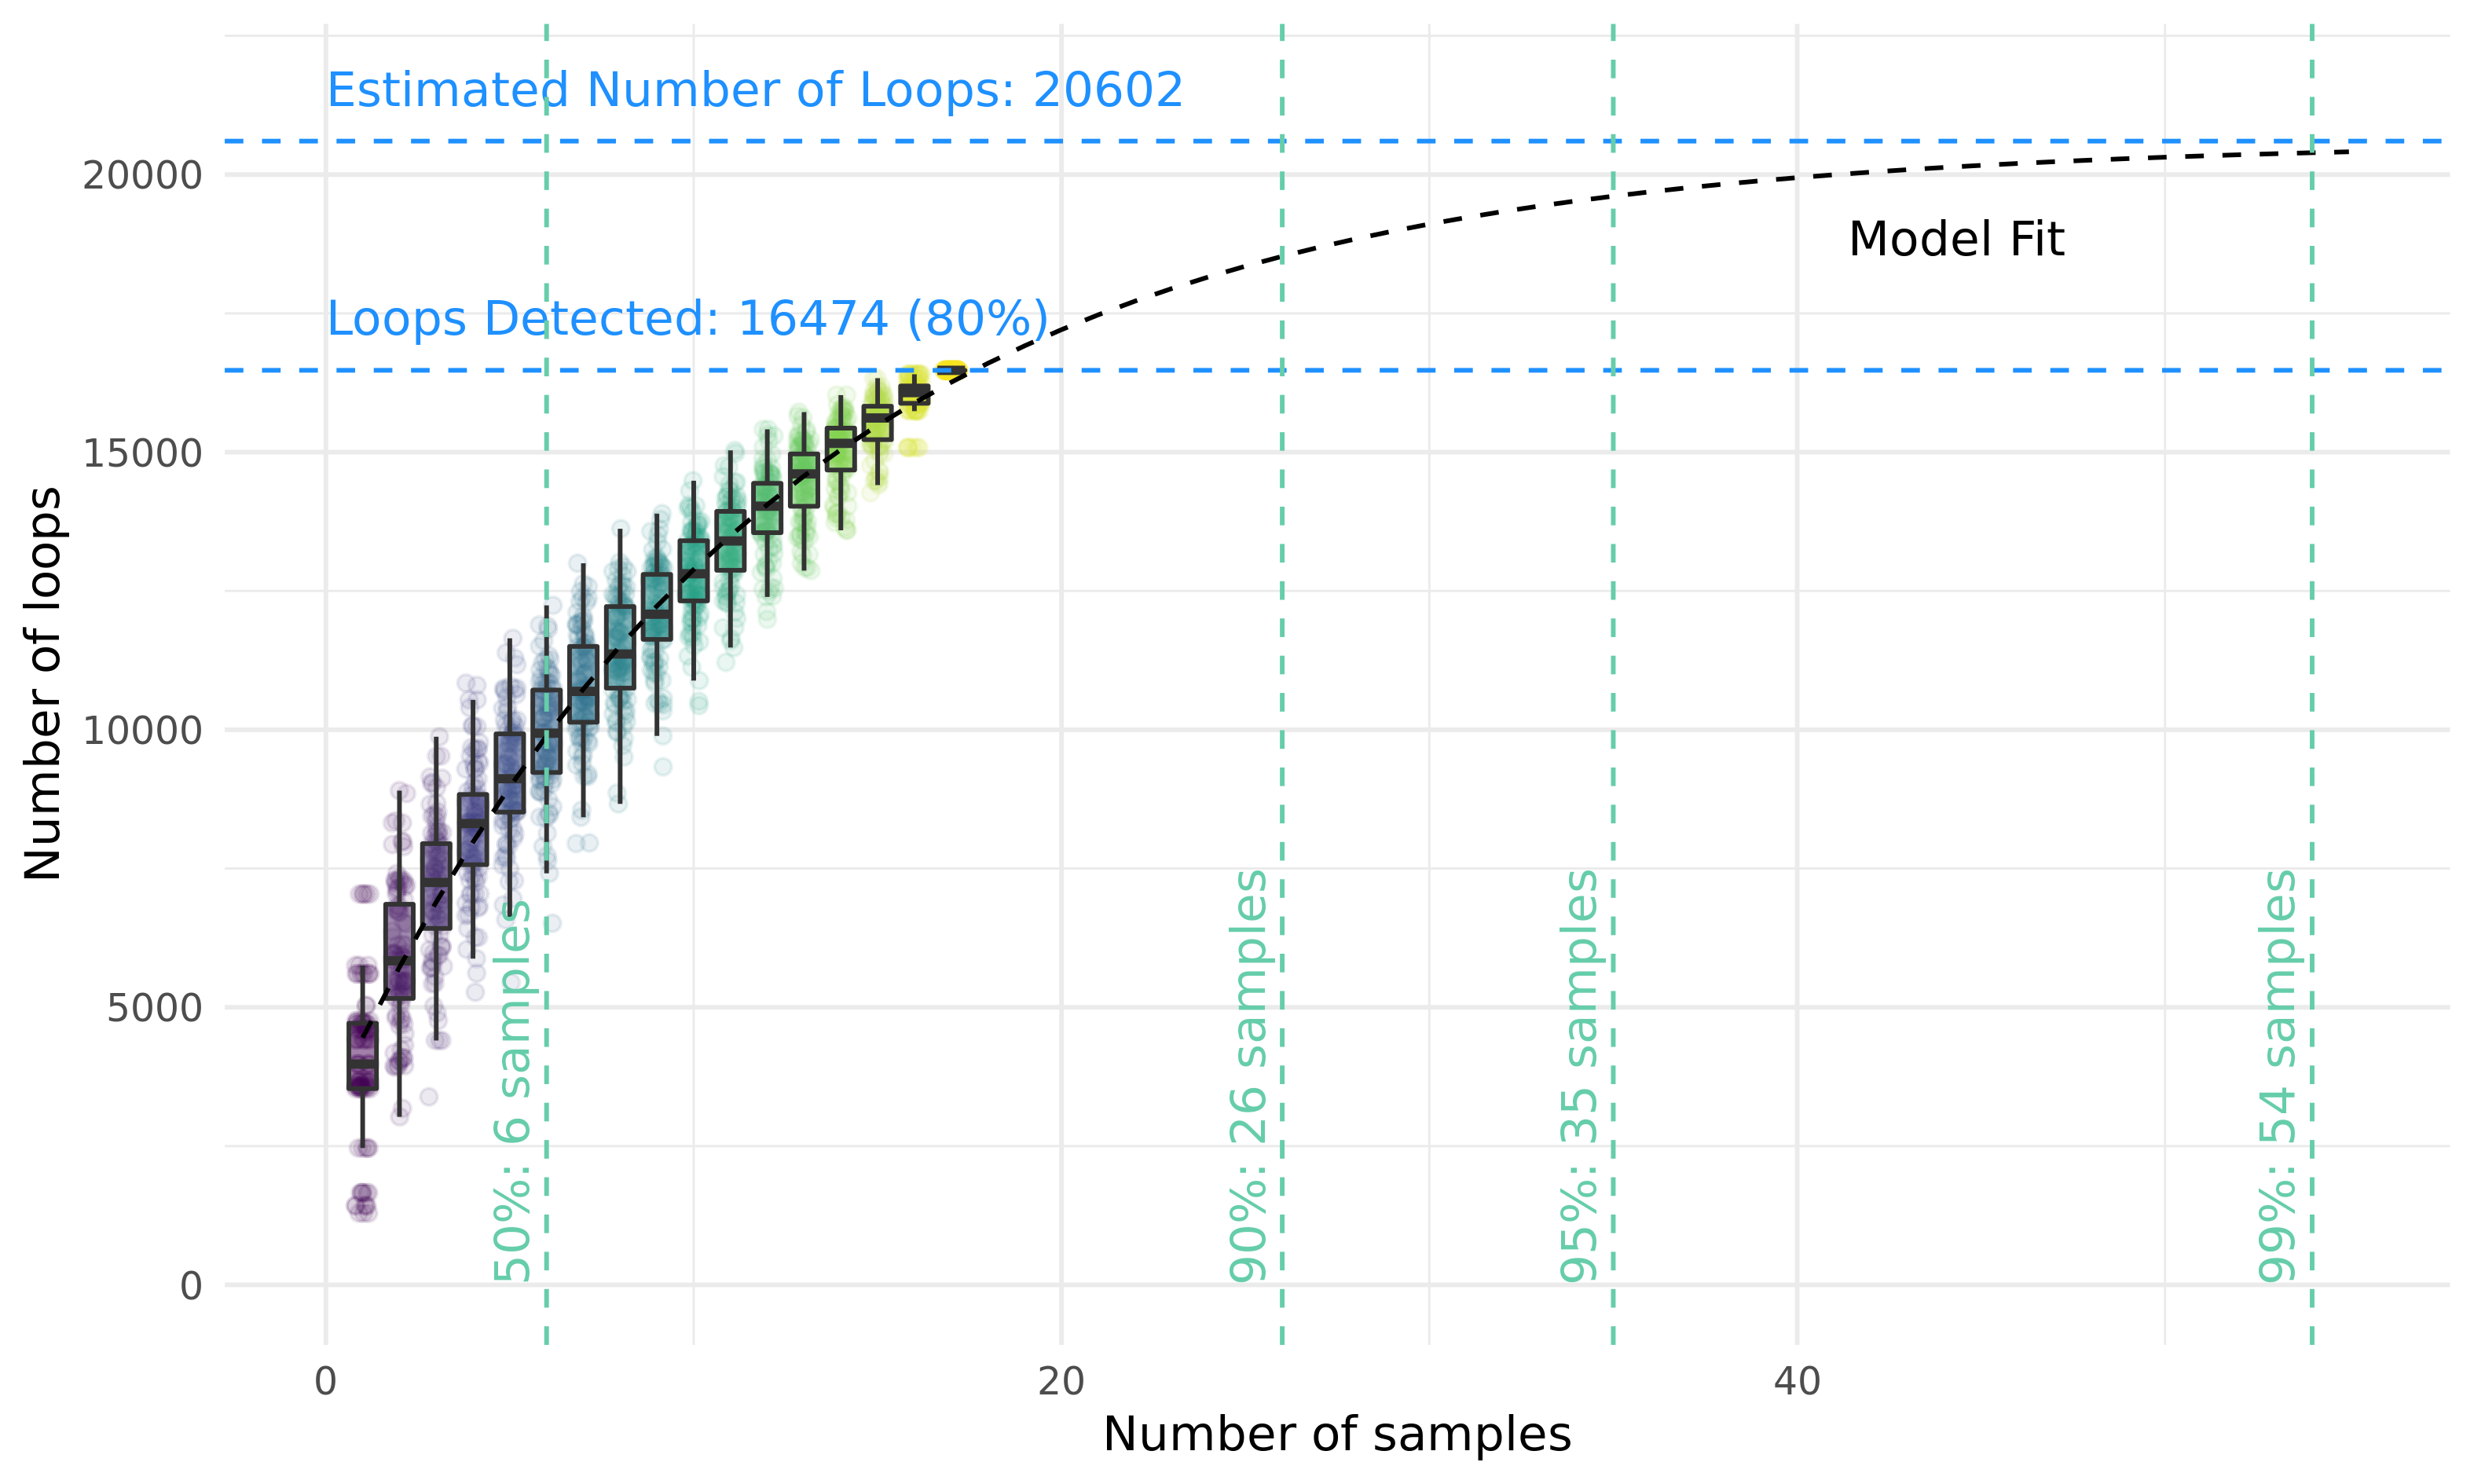 Estimated Number of Loops: 20602
20000
Model Fit
Loops Detected: 16474 (80%)
15000
10000
5000
0
Number of loops
50%: 6 samples
90%: 26 samples
95%: 35 samples
99%: 54 samples
0
20
40
Number of samples